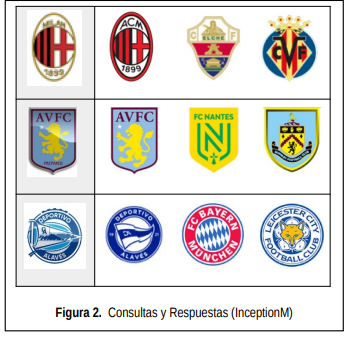 MILAN
1899
ACM
1899
C F
ELCHE
CVF
AVFC
PREPARED
AVFC
FC NANTES
N
DEPORTIVO
ALAVES
DEPORTIVO
ALAVES
FC BAYERN
MÜNCHEN
LEICESTER CITY
FOOTBALL CLUB
Figura 2. Consultas y Respuestas (InceptionM)